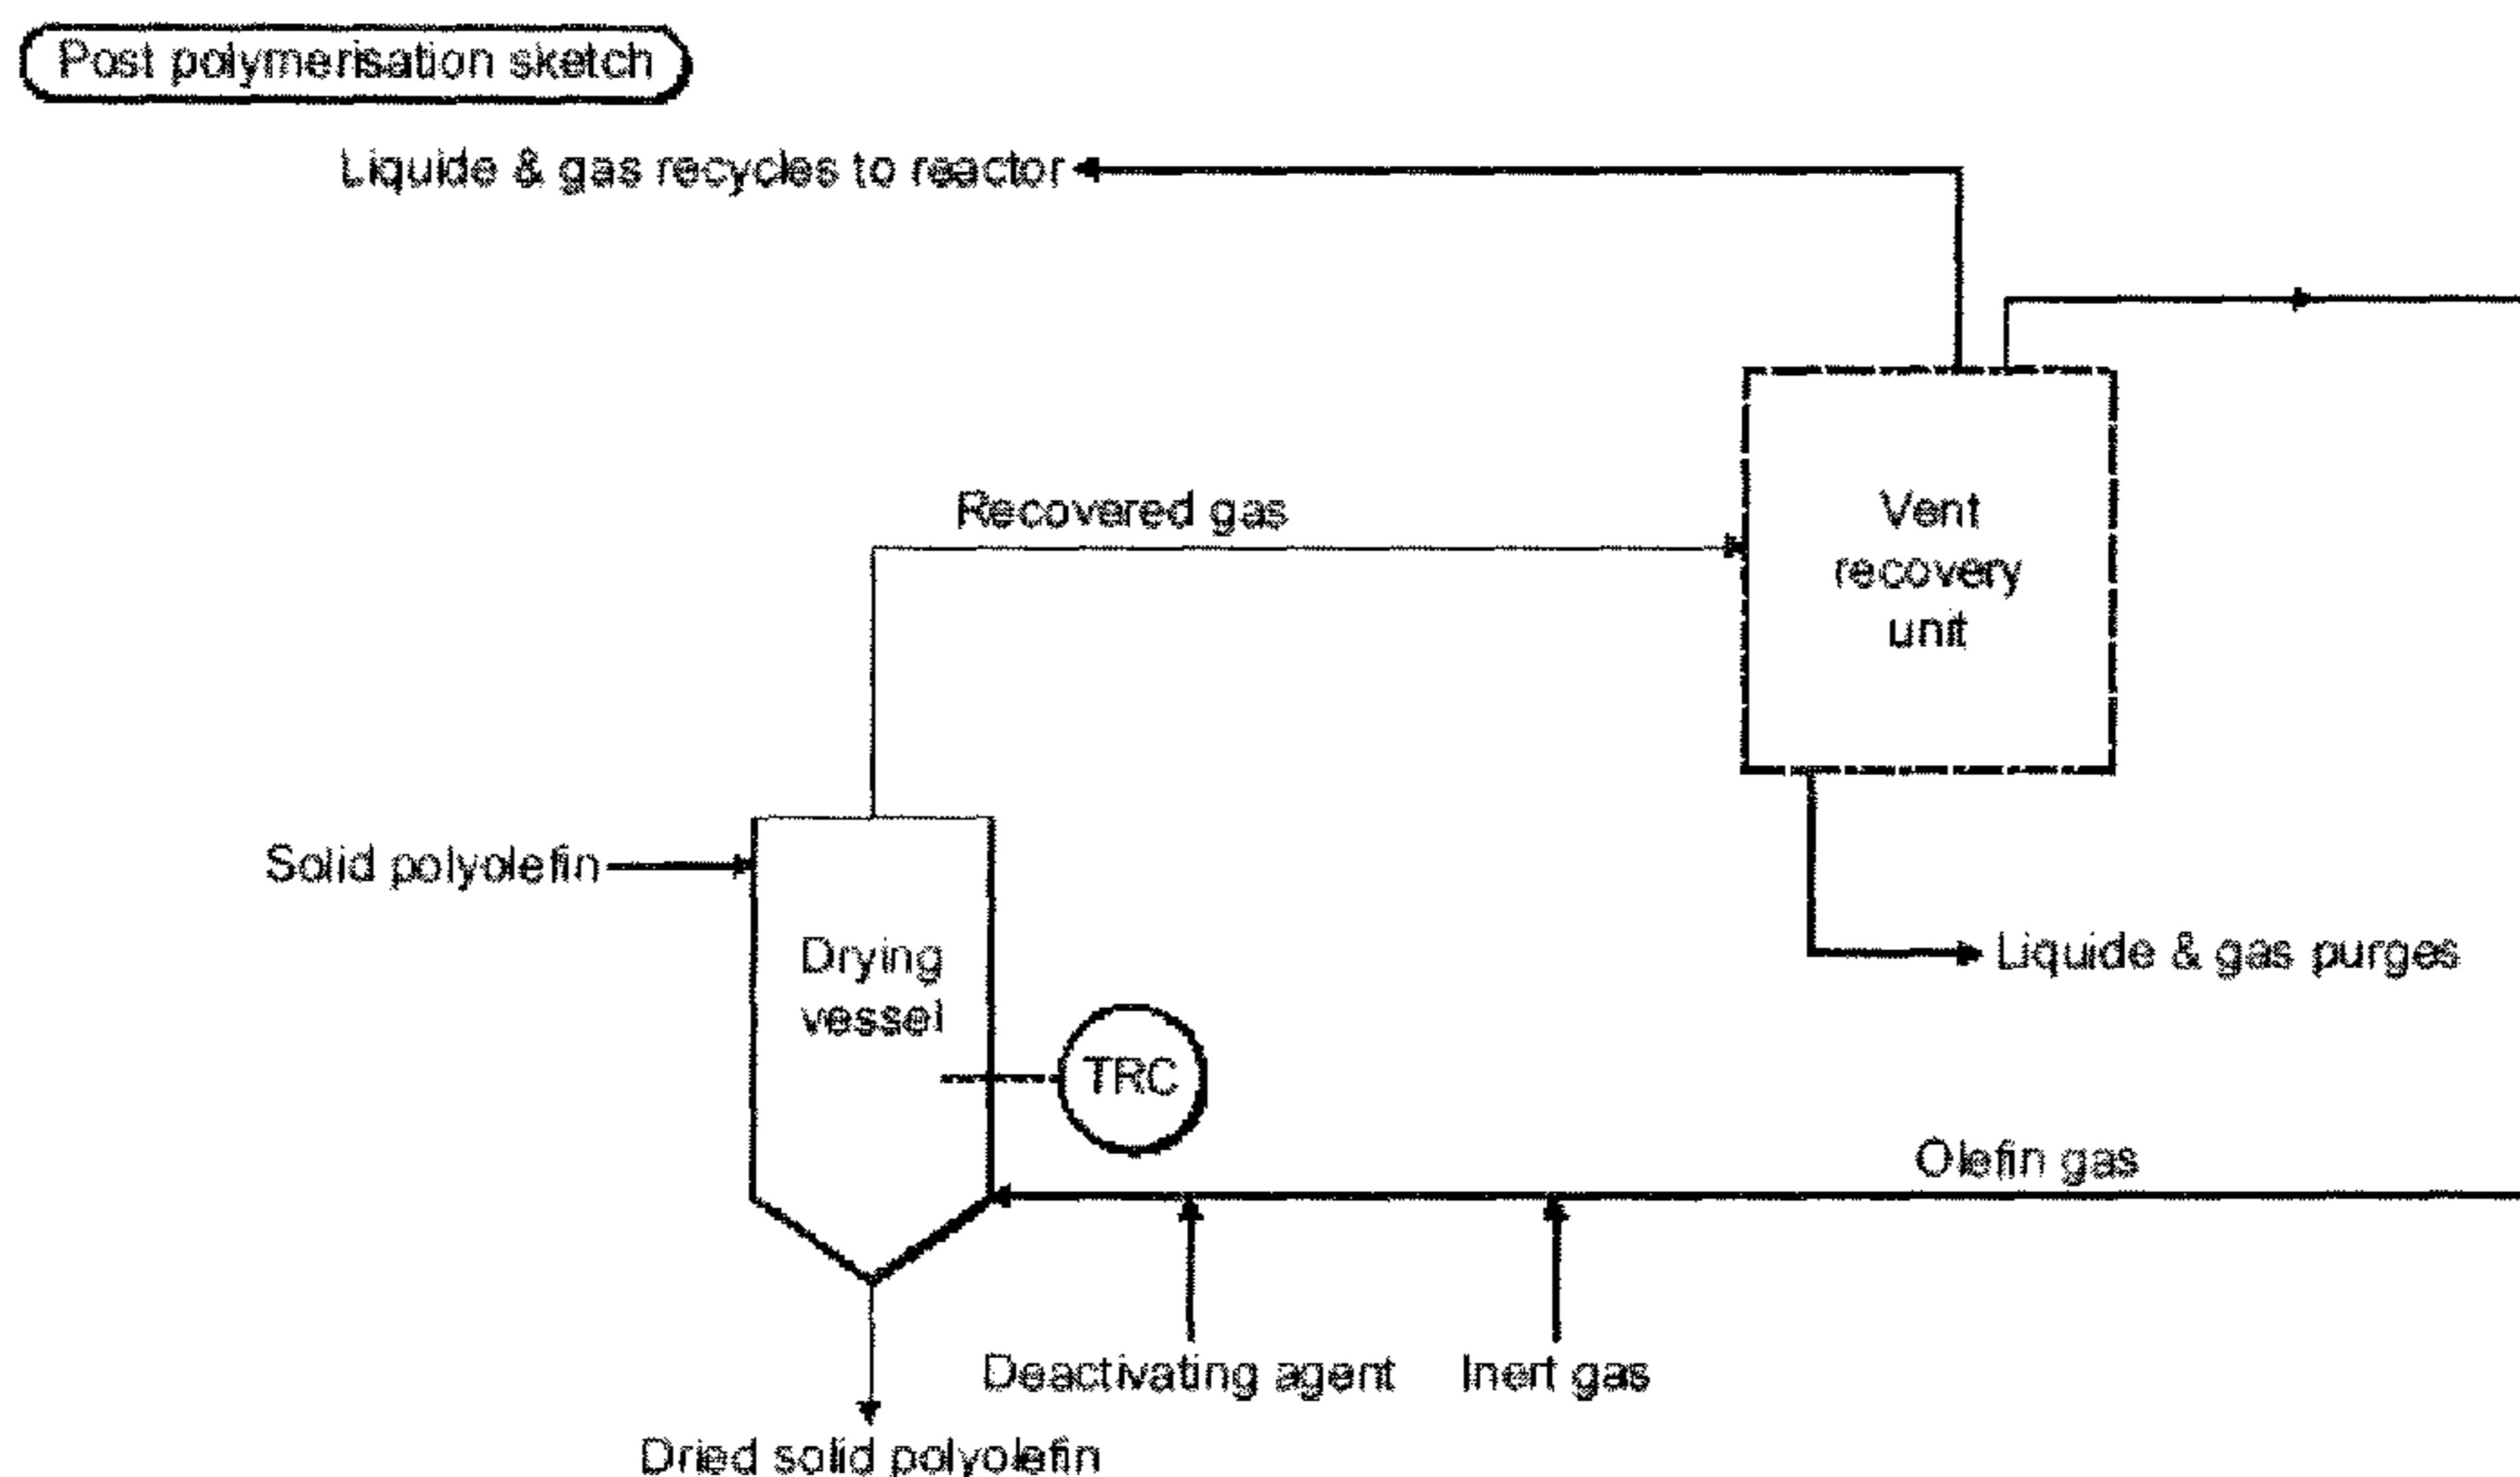 Post polymerisation sketch
Liquide & gas recycles to reactor
Recovered gas
Vent
recovery
unit
Solid polyolefin
Drying
vessel
Liquide & gas purges
TRC
Olefin gas
Deactivating agent
Inert gas
Dried solid polyolefin